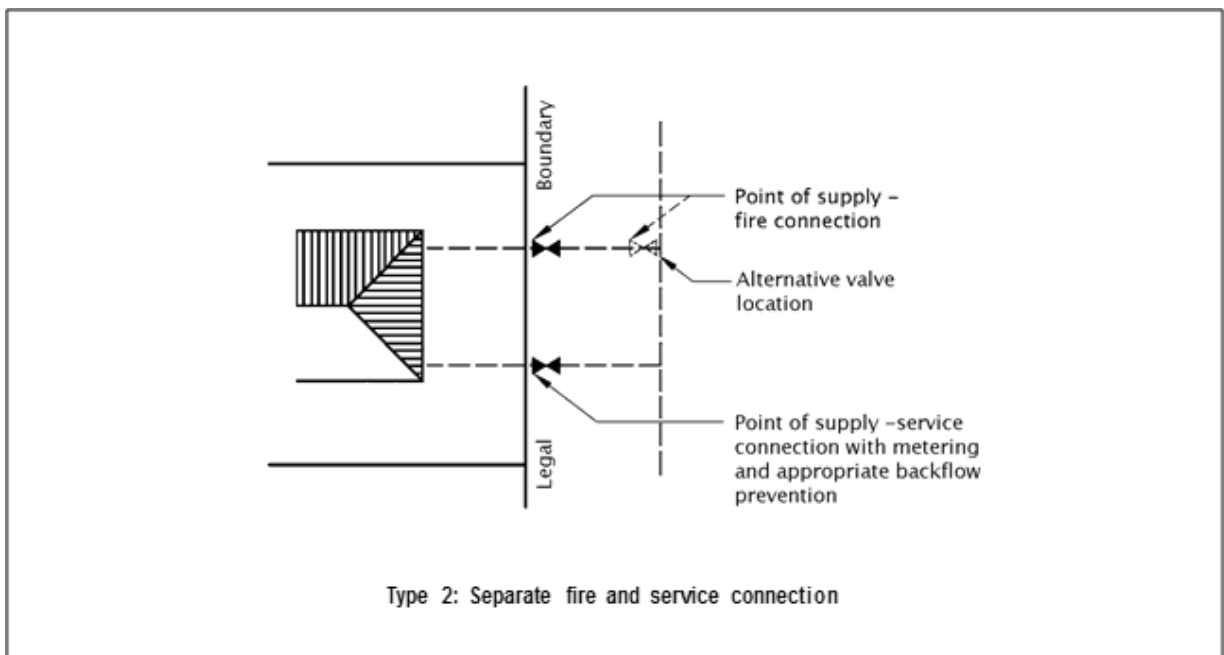 Boundary
Point of supply –
fire connection
Alternative valve
location
Point of supply –service
connection with metering
and appropriate backflow
prevention
Legal
Type 2: Separate fire and service connection